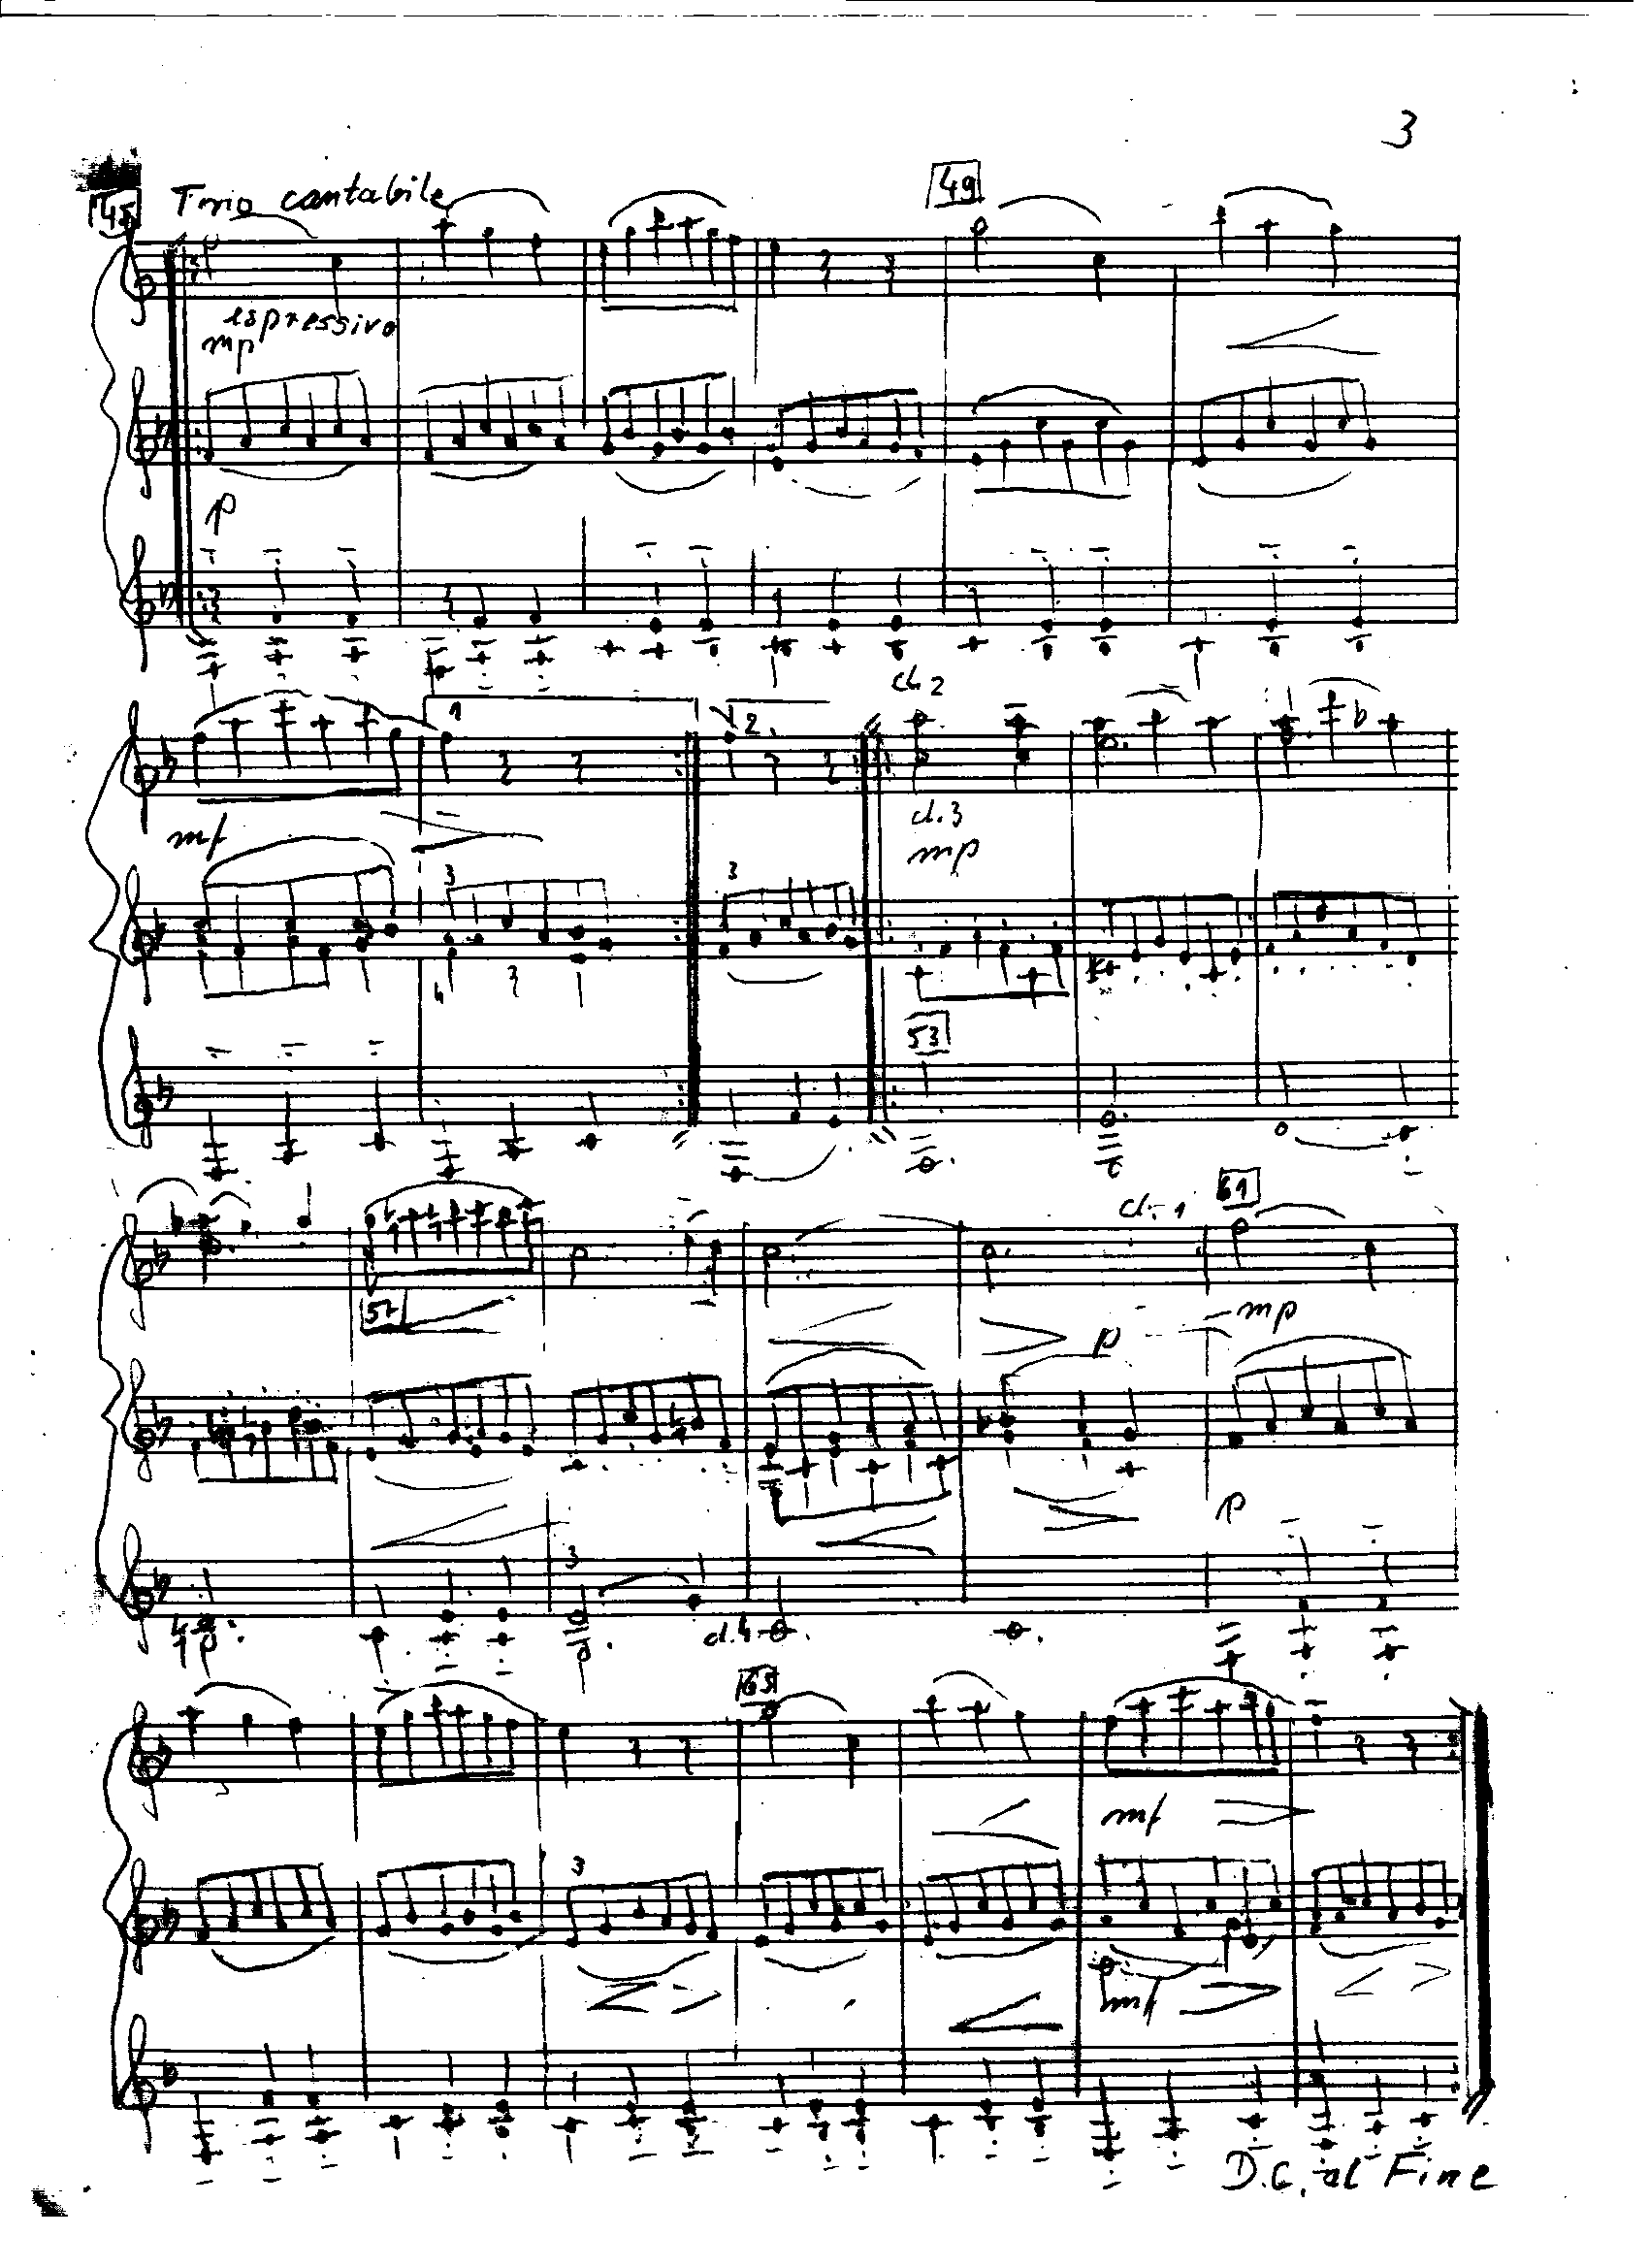 3
45 Trio cantabile 49
espressivo
mp
p
cl. 2
1 2.
mf cl. 3
mp
3 3
53
cl. 1 61
57 p mp
p
3
cl. 4
65
mf
3
mf
D.C. al Fine